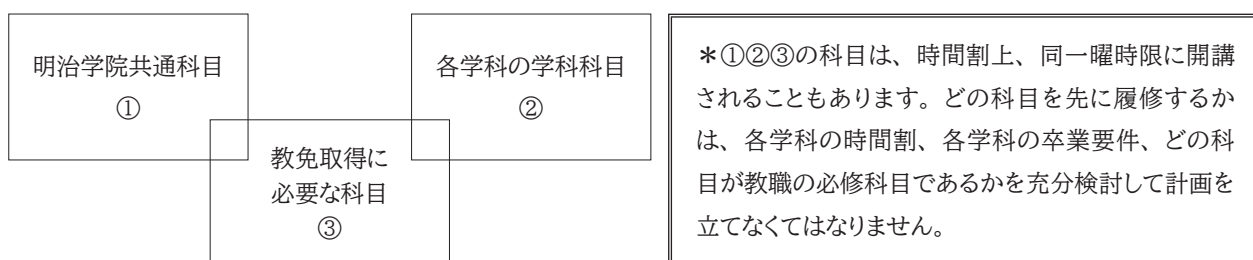 明治学院共通科目
①
各学科の学科科目
②
教免取得に
必要な科目
③
＊①②③の科目は、時間割上、同一曜時限に開講
されることもあります。どの科目を先に履修するか
は、各学科の時間割、各学科の卒業要件、どの科
目が教職の必修科目であるかを充分検討して計画を
立てなくてはなりません。